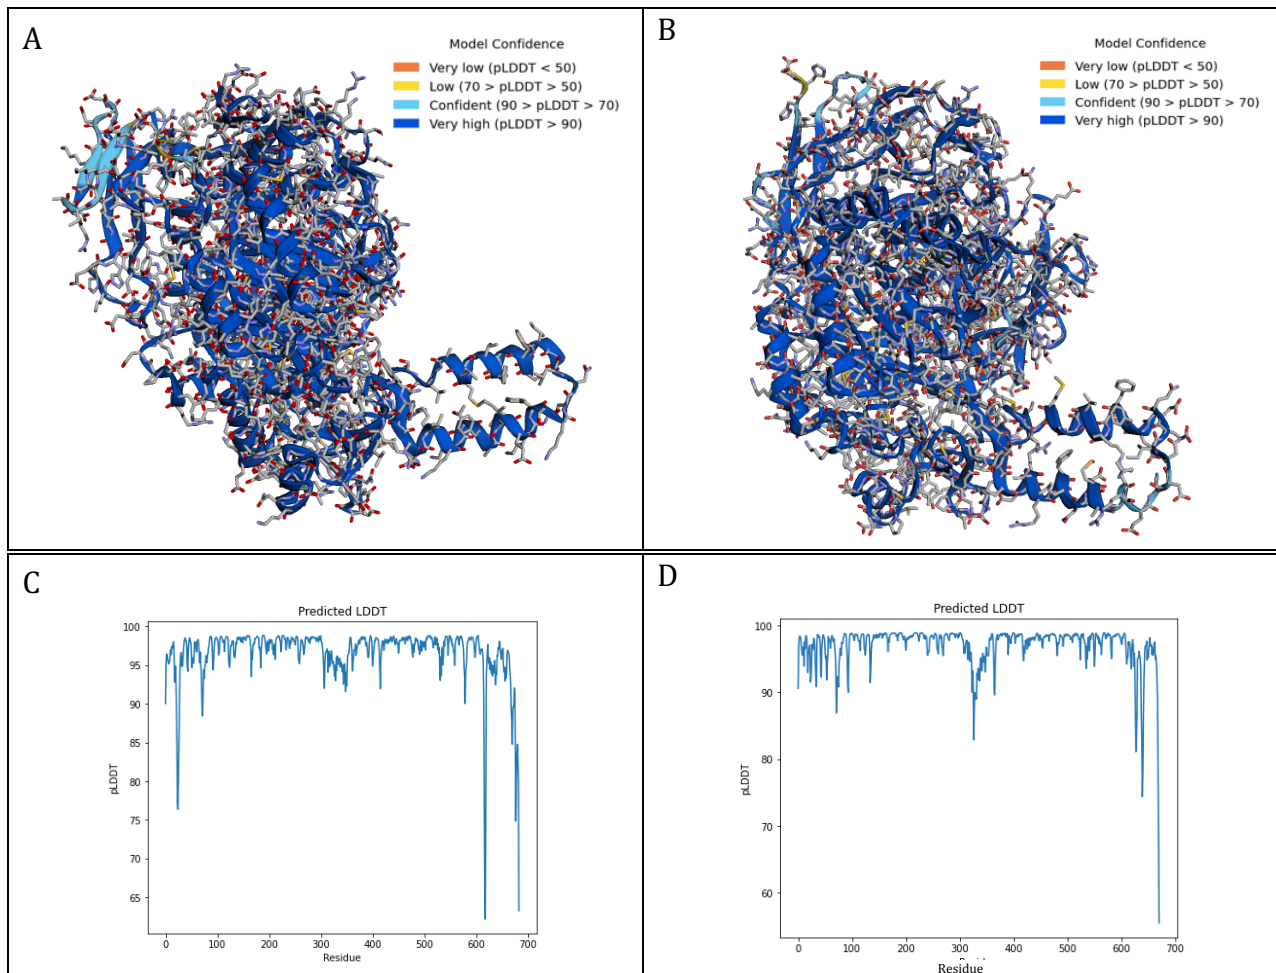 A
Model Confidence
Very low (pLDDT < 50)
Low (70 > pLDDT > 50)
Confident (90 > pLDDT > 70)
Very high (pLDDT > 90)
B
Model Confidence
Very low (pLDDT < 50)
Low (70 > pLDDT > 50)
Confident (90 > pLDDT > 70)
Very high (pLDDT > 90)
C
Predicted LDDT
100
95
90
85
80
75
70
65
pLDDT
0 100 200 300 400 500 600 700
Residue
D
Predicted LDDT
100
90
80
70
60
pLDDT
0 100 200 300 400 500 600 700
Residue